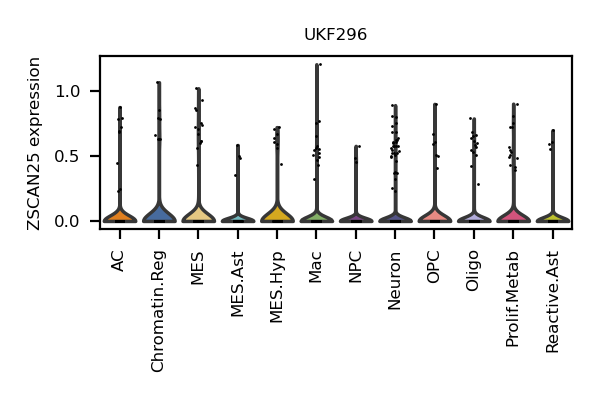 UKF296
ZSCAN25 expression
1.0
0.5
0.0
AC
Chromatin.Reg
MES
MES.Ast
MES.Hyp
Mac
NPC
Neuron
OPC
Oligo
Prolif.Metab
Reactive.Ast